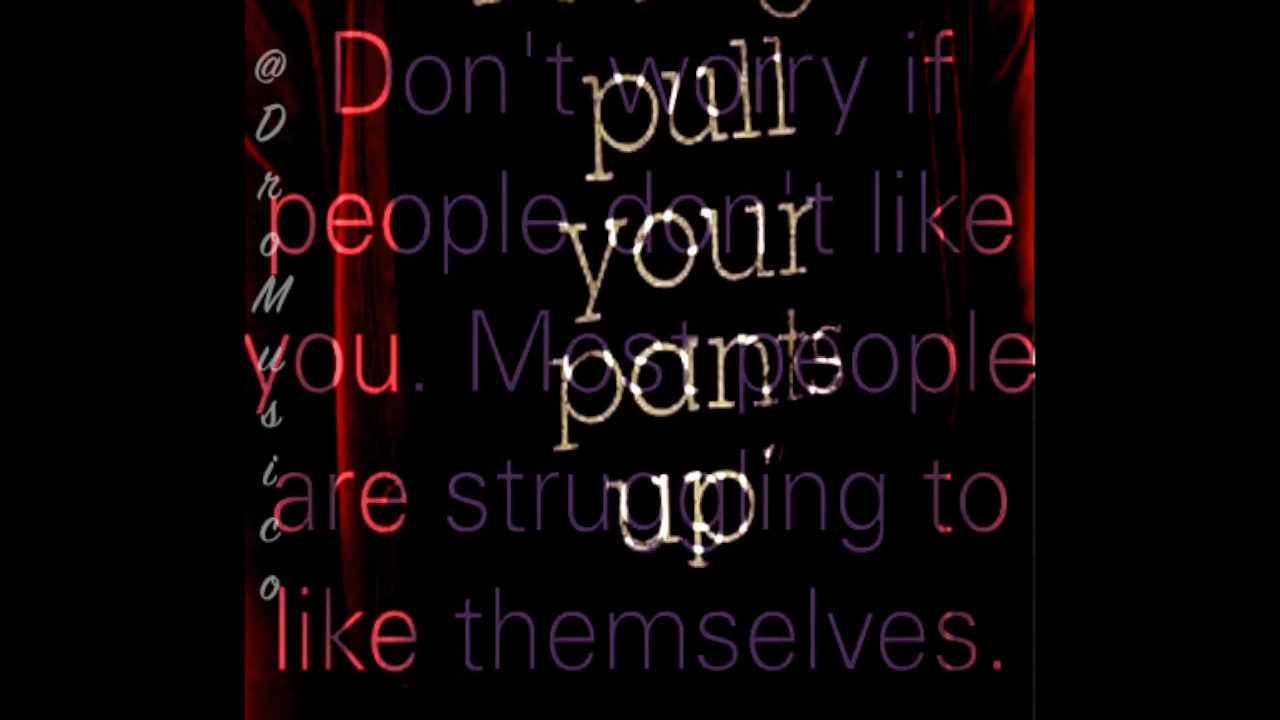 Don't worry if
people don't like
you. Most people
are struggling to
like themselves.
pull
your
pants
up
@DroMusico